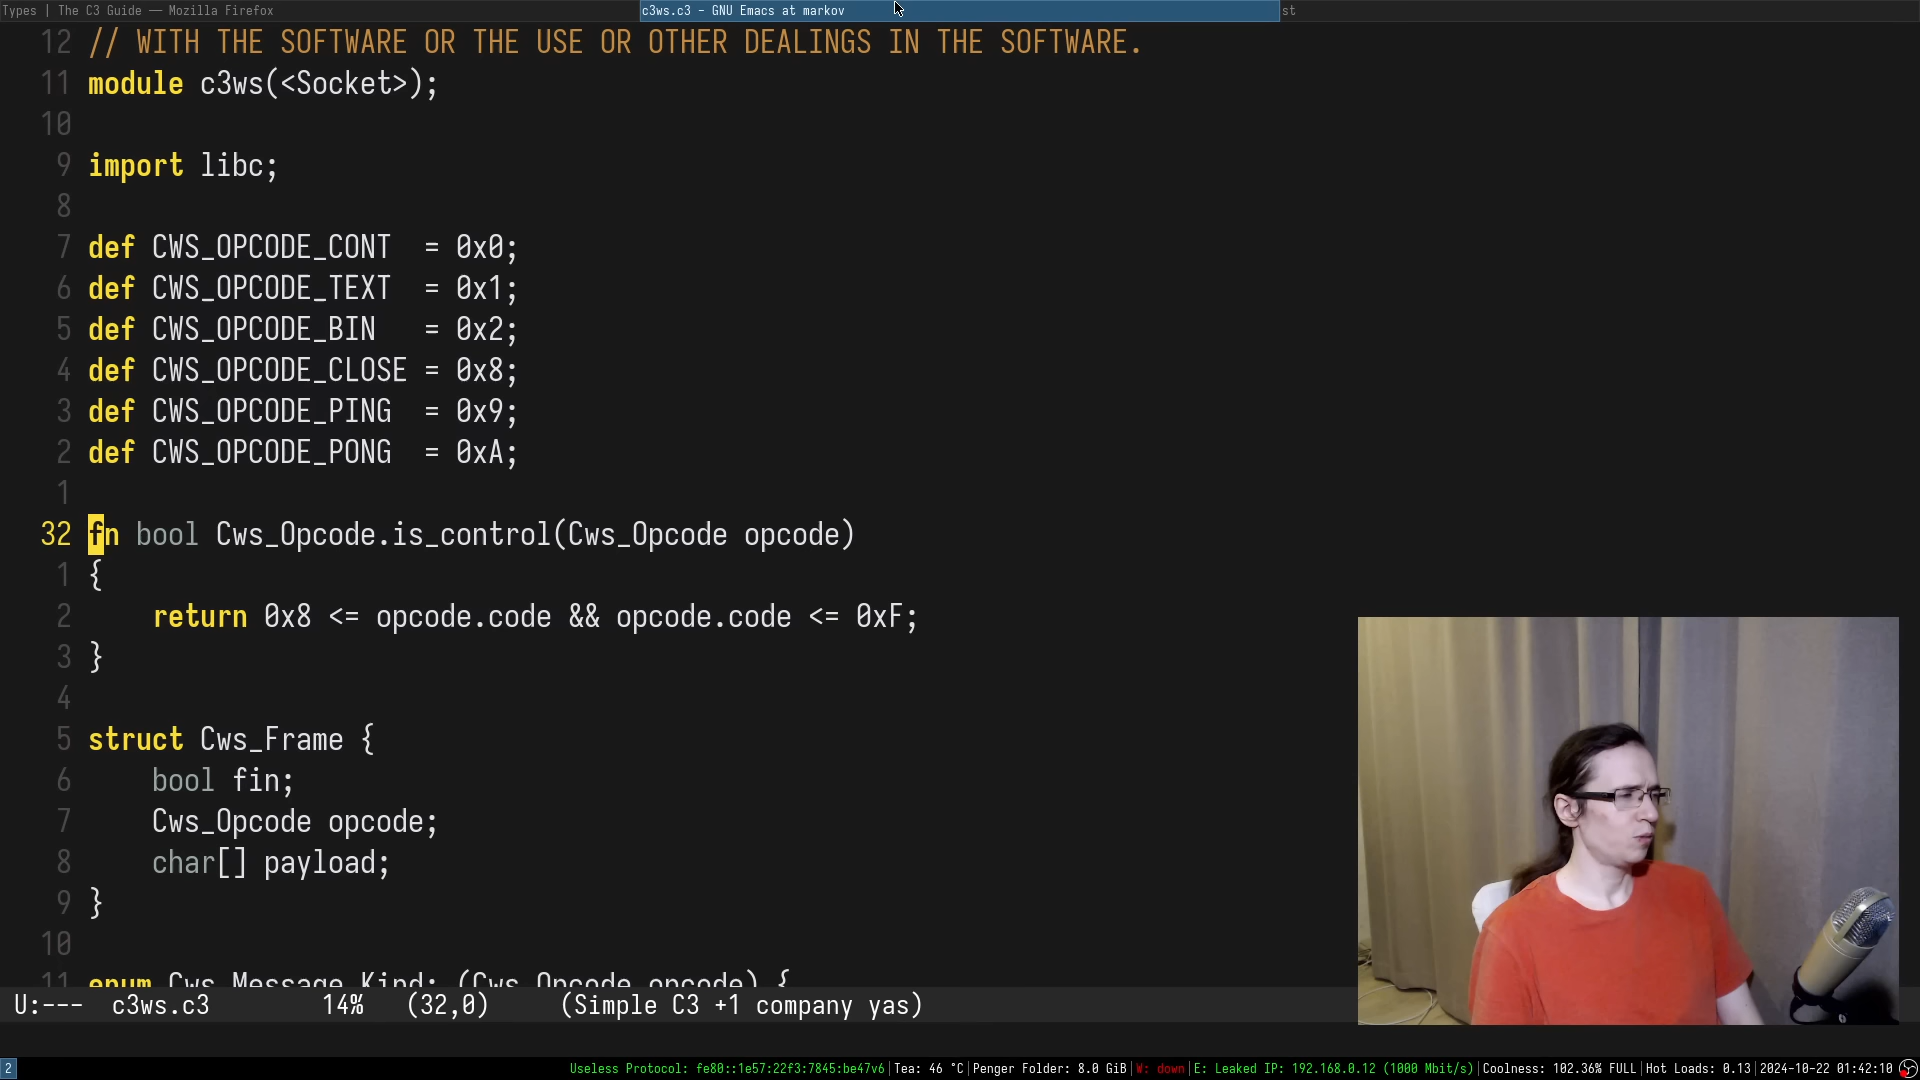 Types | The C3 Guide — Mozilla Firefox
c3ws.c3 - GNU Emacs at markov
st
12 // WITH THE SOFTWARE OR THE USE OR OTHER DEALINGS IN THE SOFTWARE.
11 module c3ws(<Socket>);
10
9 import libc;
8
7 def CWS_OPCODE_CONT  = 0x0;
6 def CWS_OPCODE_TEXT  = 0x1;
5 def CWS_OPCODE_BIN   = 0x2;
4 def CWS_OPCODE_CLOSE = 0x8;
3 def CWS_OPCODE_PING  = 0x9;
2 def CWS_OPCODE_PONG  = 0xA;
1
32 fn bool Cws_Opcode.is_control(Cws_Opcode opcode)
1 {
2     return 0x8 <= opcode.code && opcode.code <= 0xF;
3 }
4
5 struct Cws_Frame {
6     bool fin;
7     Cws_Opcode opcode;
8     char[] payload;
9 }
10
11 enum Cws_Message_Kind: (Cws_Opcode opcode) {
U:---  c3ws.c3       14%   (32,0)     (Simple C3 +1 company yas)
2
Useless Protocol: fe80::1e57:22f3:7845:be47v6|Tea: 46 °C|Penger Folder: 8.0 GiB|W: down|E: Leaked IP: 192.168.0.12 (1000 Mbit/s)|Coolness: 102.36% FULL|Hot Loads: 0.13|2024-10-22 01:42:10